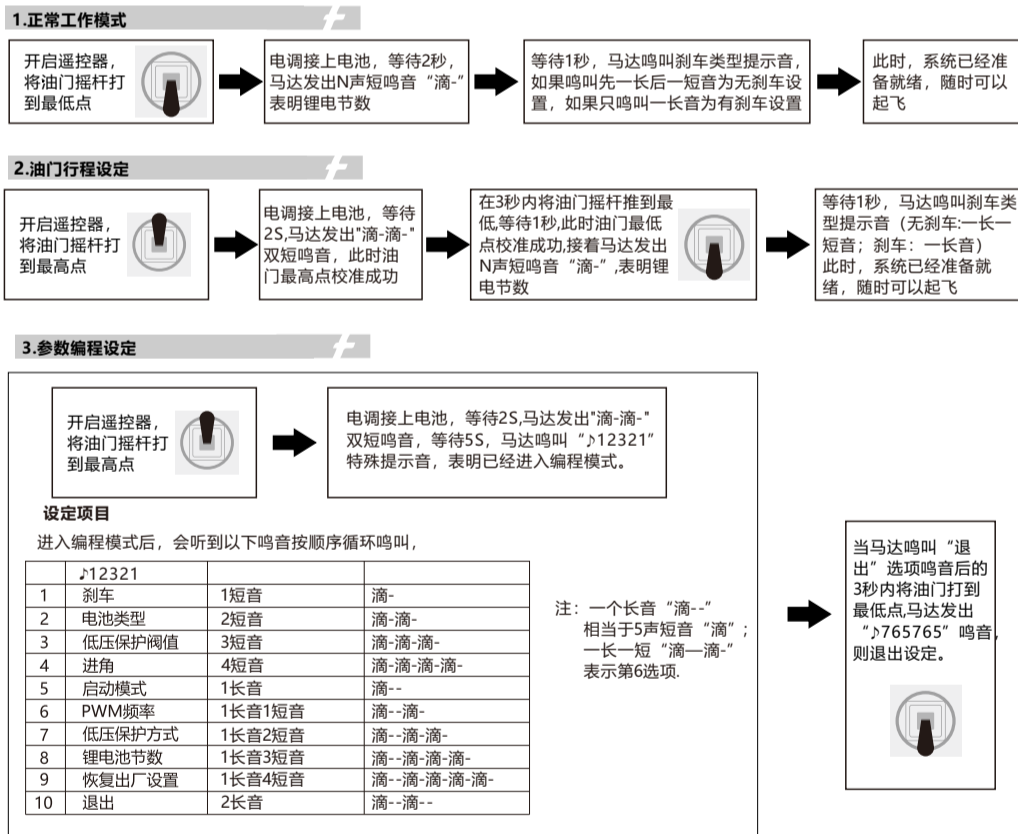 1.正常工作模式
开启遥控器，
将油门摇杆打
到最低点
电调接上电池，等待2秒，
马达发出N声短鸣音“滴-”
表明锂电节数
等待1秒，马达鸣叫刹车类型提示音，
如果鸣叫先一长后一短音为无刹车设
置，如果只鸣叫一长音为有刹车设置
此时，系统已经准
备就绪，随时可以
起飞
2.油门行程设定
开启遥控器，
将油门摇杆打
到最高点
电调接上电池，等待
2S,马达发出"滴-滴-"
双短鸣音，此时油
门最高点校准成功
在3秒内将油门摇杆推到最
低,等待1秒,此时油门最低
点校准成功,接着马达发出
N声短鸣音“滴-”,表明锂
电节数
等待1秒，马达鸣叫刹车类
型提示音（无刹车:一长一
短音；刹车：一长音）
此时，系统已经准备就
绪，随时可以起飞
3.参数编程设定
开启遥控器，
将油门摇杆打
到最高点
电调接上电池，等待2S,马达发出"滴-滴-"
双短鸣音，等待5S，马达鸣叫“♪12321”
特殊提示音，表明已经进入编程模式。
设定项目
进入编程模式后，会听到以下鸣音按顺序循环鸣叫，
♪12321
1 刹车 1短音 滴-
2 电池类型 2短音 滴-滴-
3 低压保护阀值 3短音 滴-滴-滴-
4 进角 4短音 滴-滴-滴-滴-
5 启动模式 1长音 滴--
6 PWM频率 1长音1短音 滴--滴-
7 低压保护方式 1长音2短音 滴--滴-滴-
8 锂电池节数 1长音3短音 滴--滴-滴-滴-
9 恢复出厂设置 1长音4短音 滴--滴-滴-滴-滴-
10 退出 2长音 滴--滴--
注：一个长音“滴--”
相当于5声短音“滴”；
一长一短“滴—滴-”
表示第6选项.
当马达鸣叫“退
出”选项鸣音后的
3秒内将油门打到
最低点,马达发出
“♪765765”鸣音,
则退出设定。